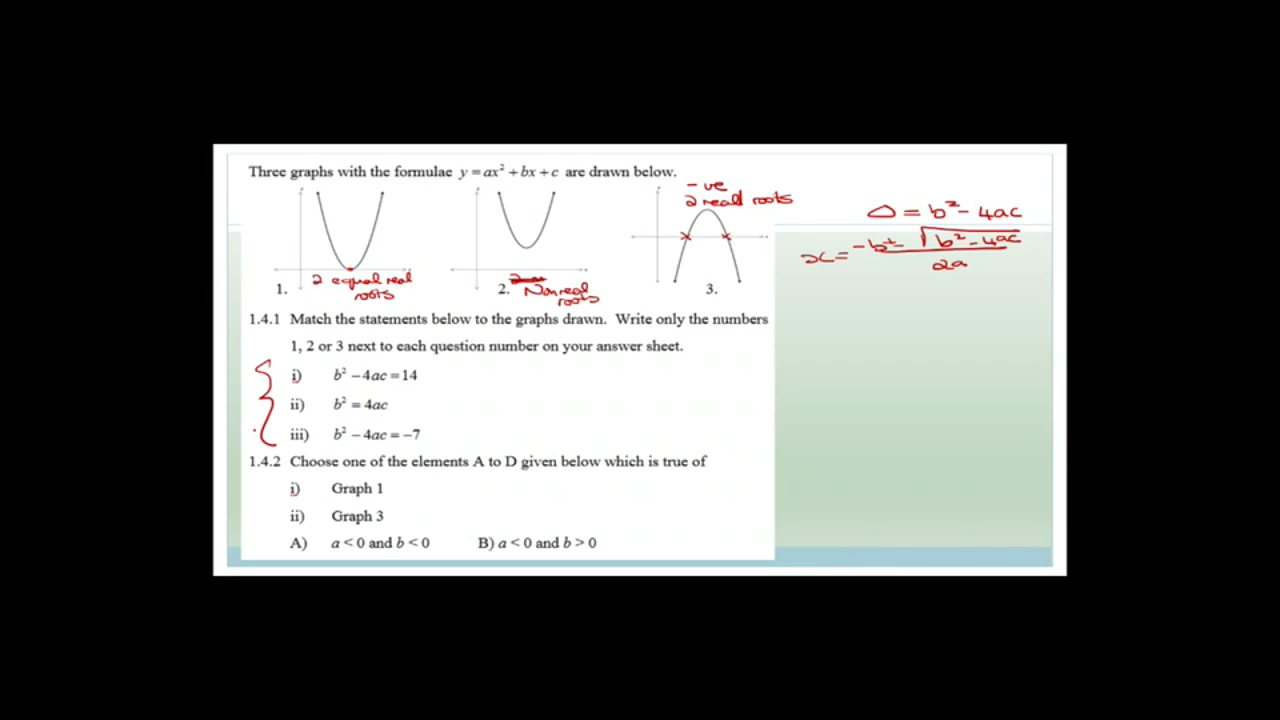 Three graphs with the formulae y = ax² + bx + c are drawn below.
-ve
2 real roots
Δ = b² - 4ac
x = -b ± √b² - 4ac
2a
2 equal real
roots
1.
2.
Non real
roots
3.
1.4.1 Match the statements below to the graphs drawn. Write only the numbers
1, 2 or 3 next to each question number on your answer sheet.
i) b² - 4ac = 14
ii) b² = 4ac
iii) b² - 4ac = -7
1.4.2 Choose one of the elements A to D given below which is true of
i) Graph 1
ii) Graph 3
A) a < 0 and b < 0 B) a < 0 and b > 0